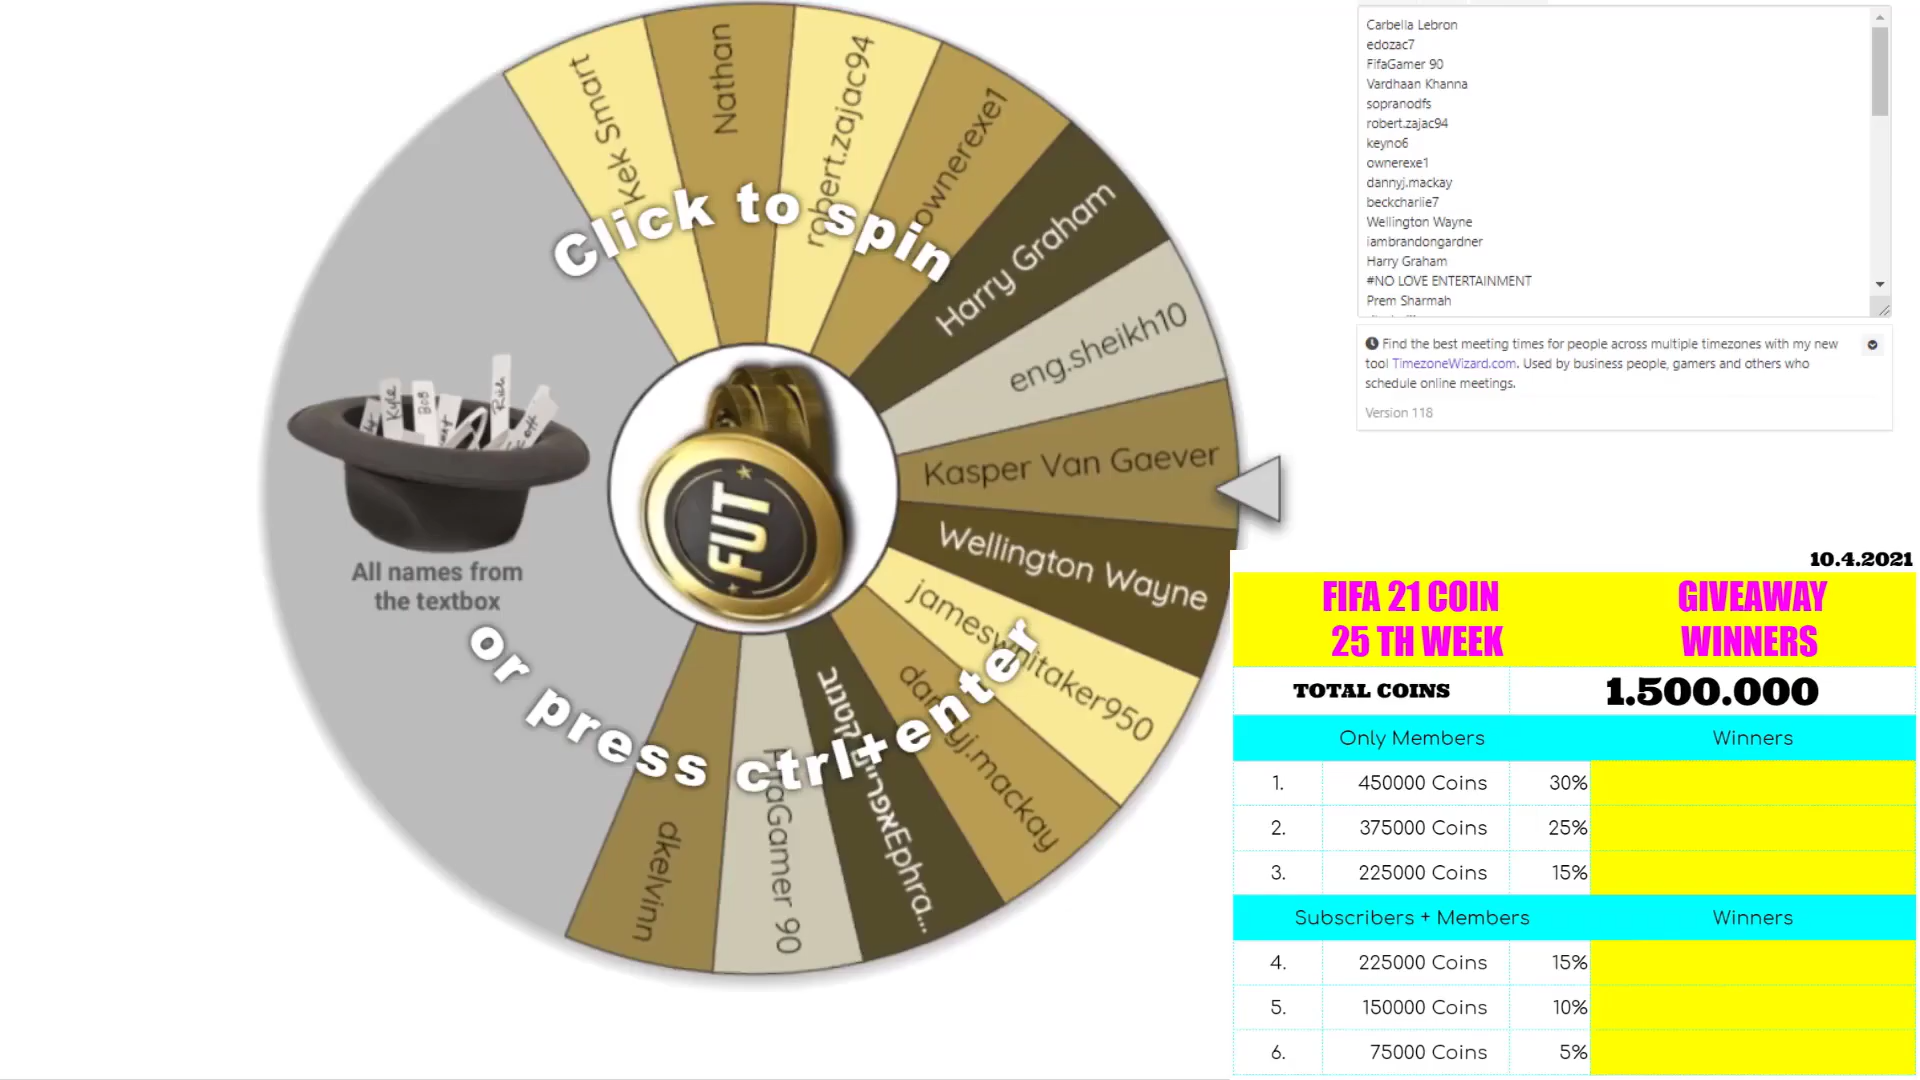 Kek Smart
Nathan
robert.zajac94
ownerexe1
Harry Graham
eng.sheikh10
Kasper Van Gaever
Wellington Wayne
jameswhitaker950
dannyj.mackay
Ephra...
FifaGamer 90
dkelvinn
Click to spin
or press ctrl+enter
FUT
Kyle
BoB
Rich
All names from
the textbox
Carbella Lebron
edozac7
FifaGamer 90
Vardhaan Khanna
sopranodfs
robert.zajac94
keyno6
ownerexe1
dannyj.mackay
beckcharlie7
Wellington Wayne
iambrandongardner
Harry Graham
#NO LOVE ENTERTAINMENT
Prem Sharmah
Find the best meeting times for people across multiple timezones with my new
tool TimezoneWizard.com. Used by business people, gamers and others who
schedule online meetings.
Version 118
10.4.2021
FIFA 21 COIN GIVEAWAY
25 TH WEEK WINNERS
TOTAL COINS 1.500.000
Only Members Winners
1. 450000 Coins 30%
2. 375000 Coins 25%
3. 225000 Coins 15%
Subscribers + Members Winners
4. 225000 Coins 15%
5. 150000 Coins 10%
6. 75000 Coins 5%